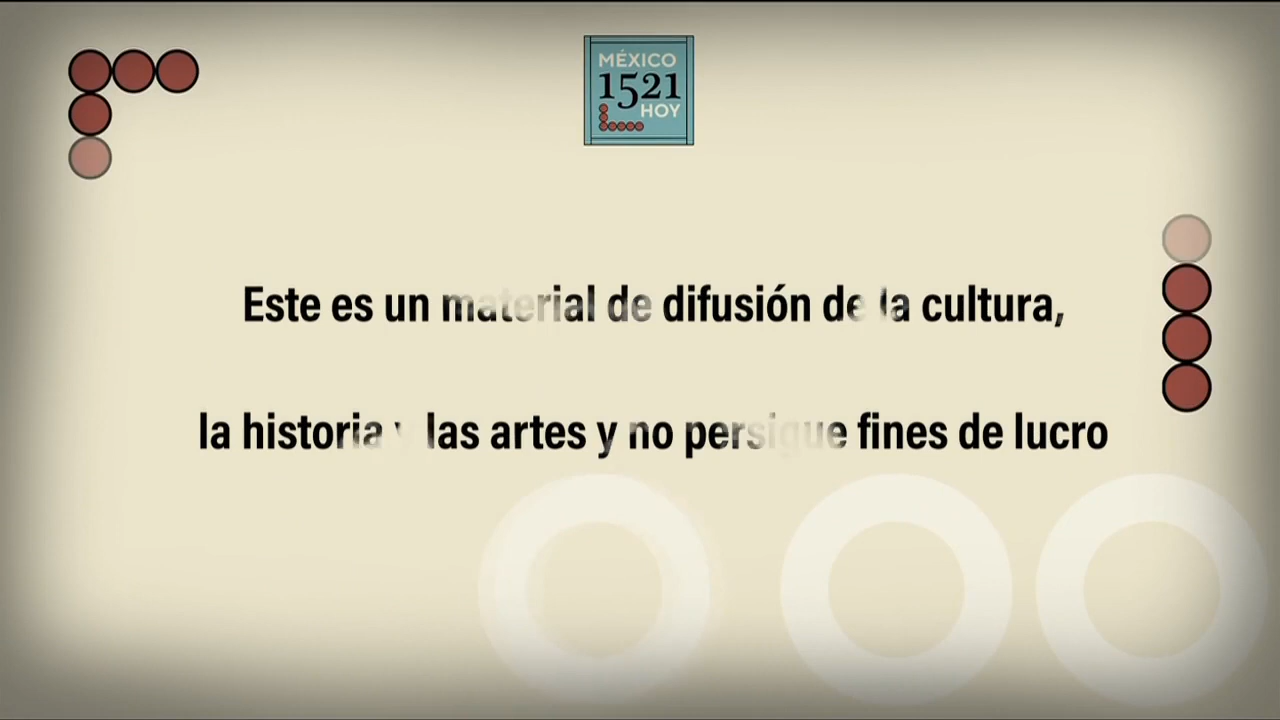 MÉXICO
1521
HOY
Este es un material de difusión de la cultura,
la historia y las artes y no persigue fines de lucro